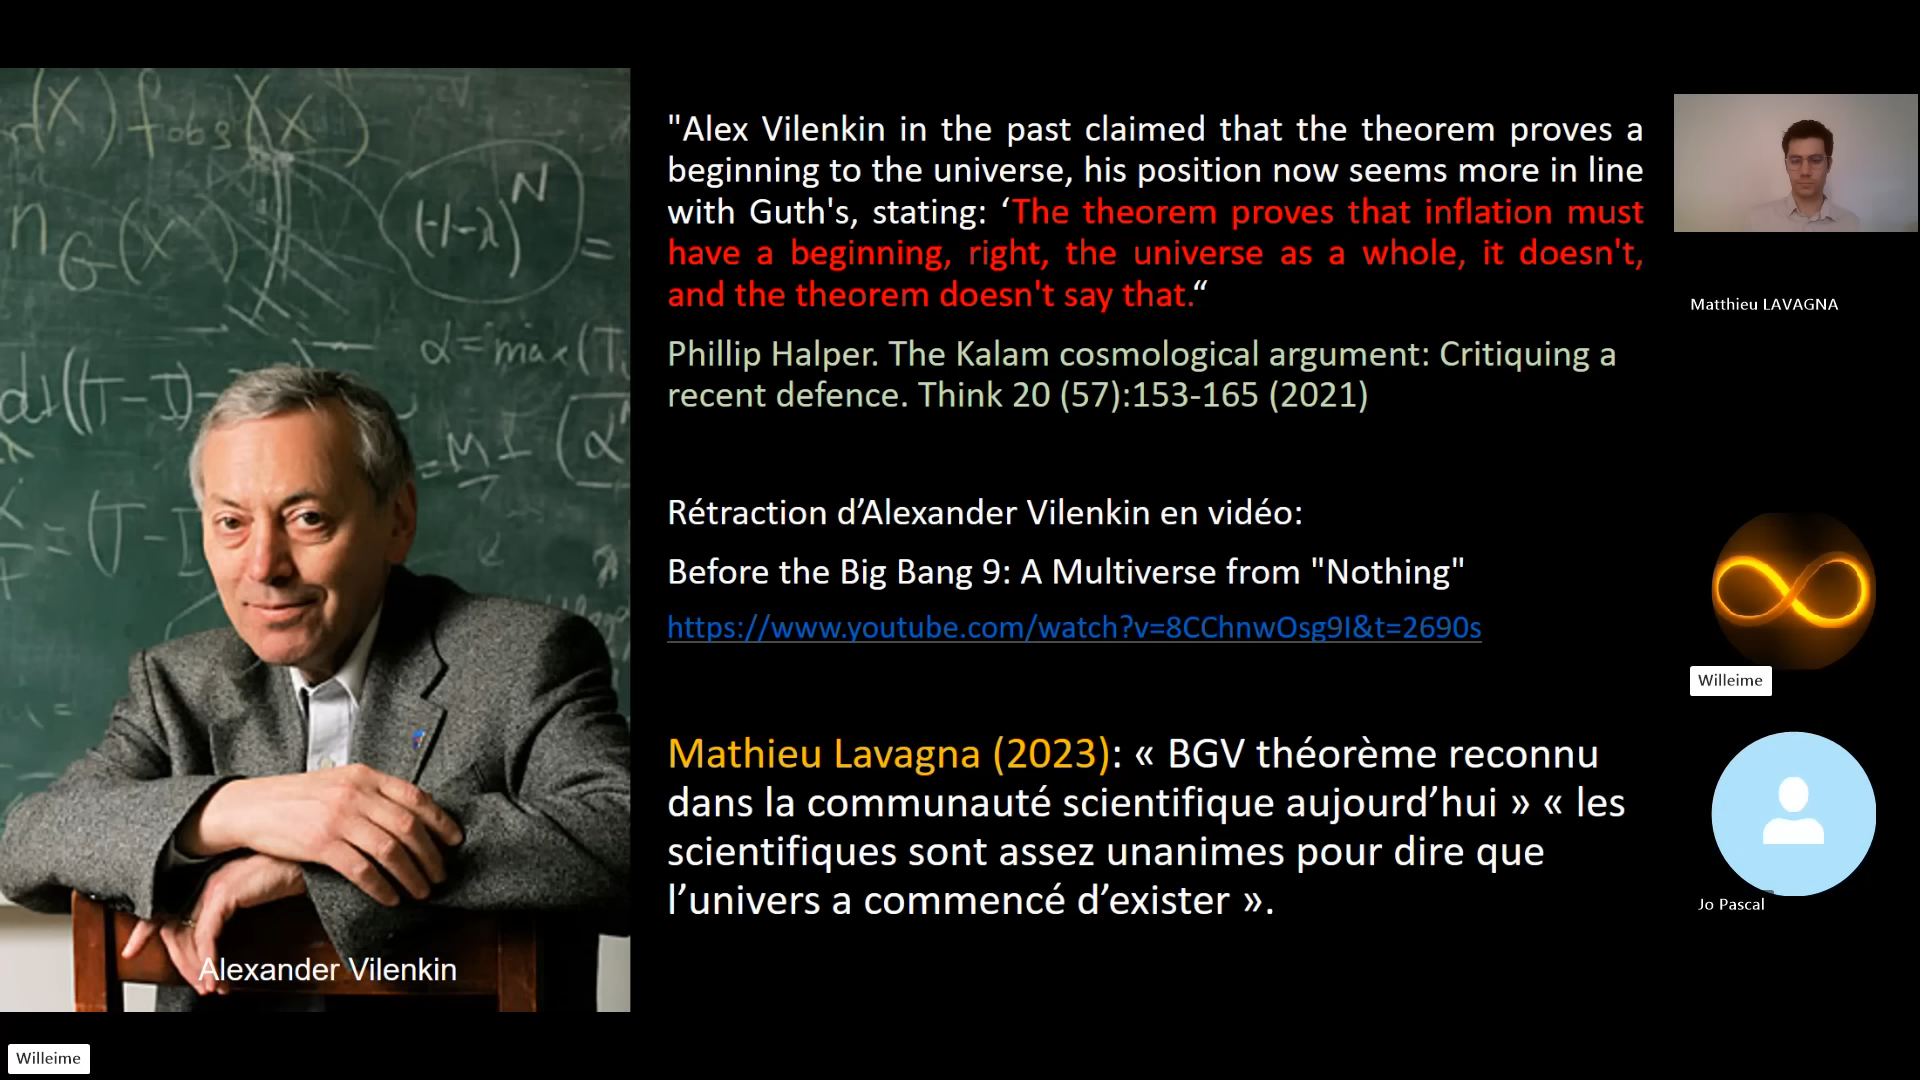 "Alex Vilenkin in the past claimed that the theorem proves a
beginning to the universe, his position now seems more in line
with Guth's, stating: ‘The theorem proves that inflation must
have a beginning, right, the universe as a whole, it doesn't,
and the theorem doesn't say that.“
Phillip Halper. The Kalam cosmological argument: Critiquing a
recent defence. Think 20 (57):153-165 (2021)
Rétraction d’Alexander Vilenkin en vidéo:
Before the Big Bang 9: A Multiverse from "Nothing"
https://www.youtube.com/watch?v=8CChnwOsg9I&t=2690s
Mathieu Lavagna (2023): « BGV théorème reconnu
dans la communauté scientifique aujourd’hui » « les
scientifiques sont assez unanimes pour dire que
l’univers a commencé d’exister ».
Alexander Vilenkin
Willeime
Matthieu LAVAGNA
Willeime
Jo Pascal
(-1-λ)^N =
n_G(x)
α=max(T